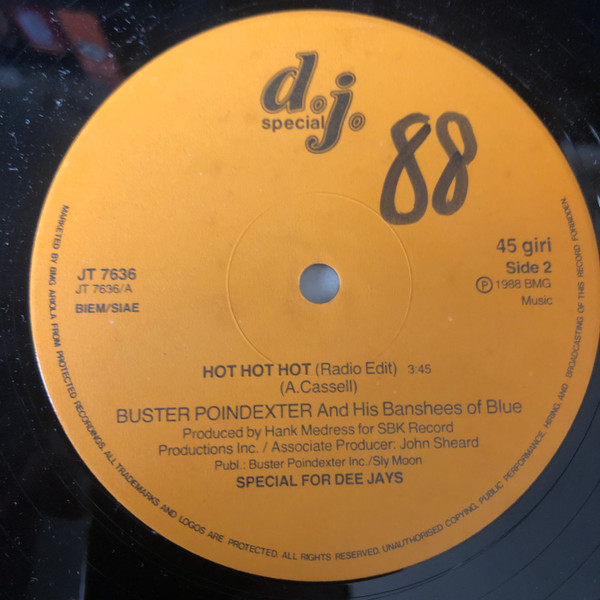 d.j.
special
88
45 giri
Side 2
Ⓟ 1988 BMG
Music
JT 7636
JT 7636/A
BIEM/SIAE
HOT HOT HOT (Radio Edit) 3:45
(A.Cassell)
BUSTER POINDEXTER And His Banshees of Blue
Produced by Hank Medress for SBK Record
Productions Inc. / Associate Producer: John Sheard
Publ.: Buster Poindexter Inc./Sly Moon
SPECIAL FOR DEE JAYS
MARKETED BY BMG ARIOLA FROM PROTECTED RECORDINGS. ALL TRADEMARKS AND LOGOS ARE PROTECTED. ALL RIGHTS RESERVED. UNAUTHORISED COPYING, PUBLIC PERFORMANCE, HIRING, AND BROADCASTING OF THIS RECORD FORBIDDEN.